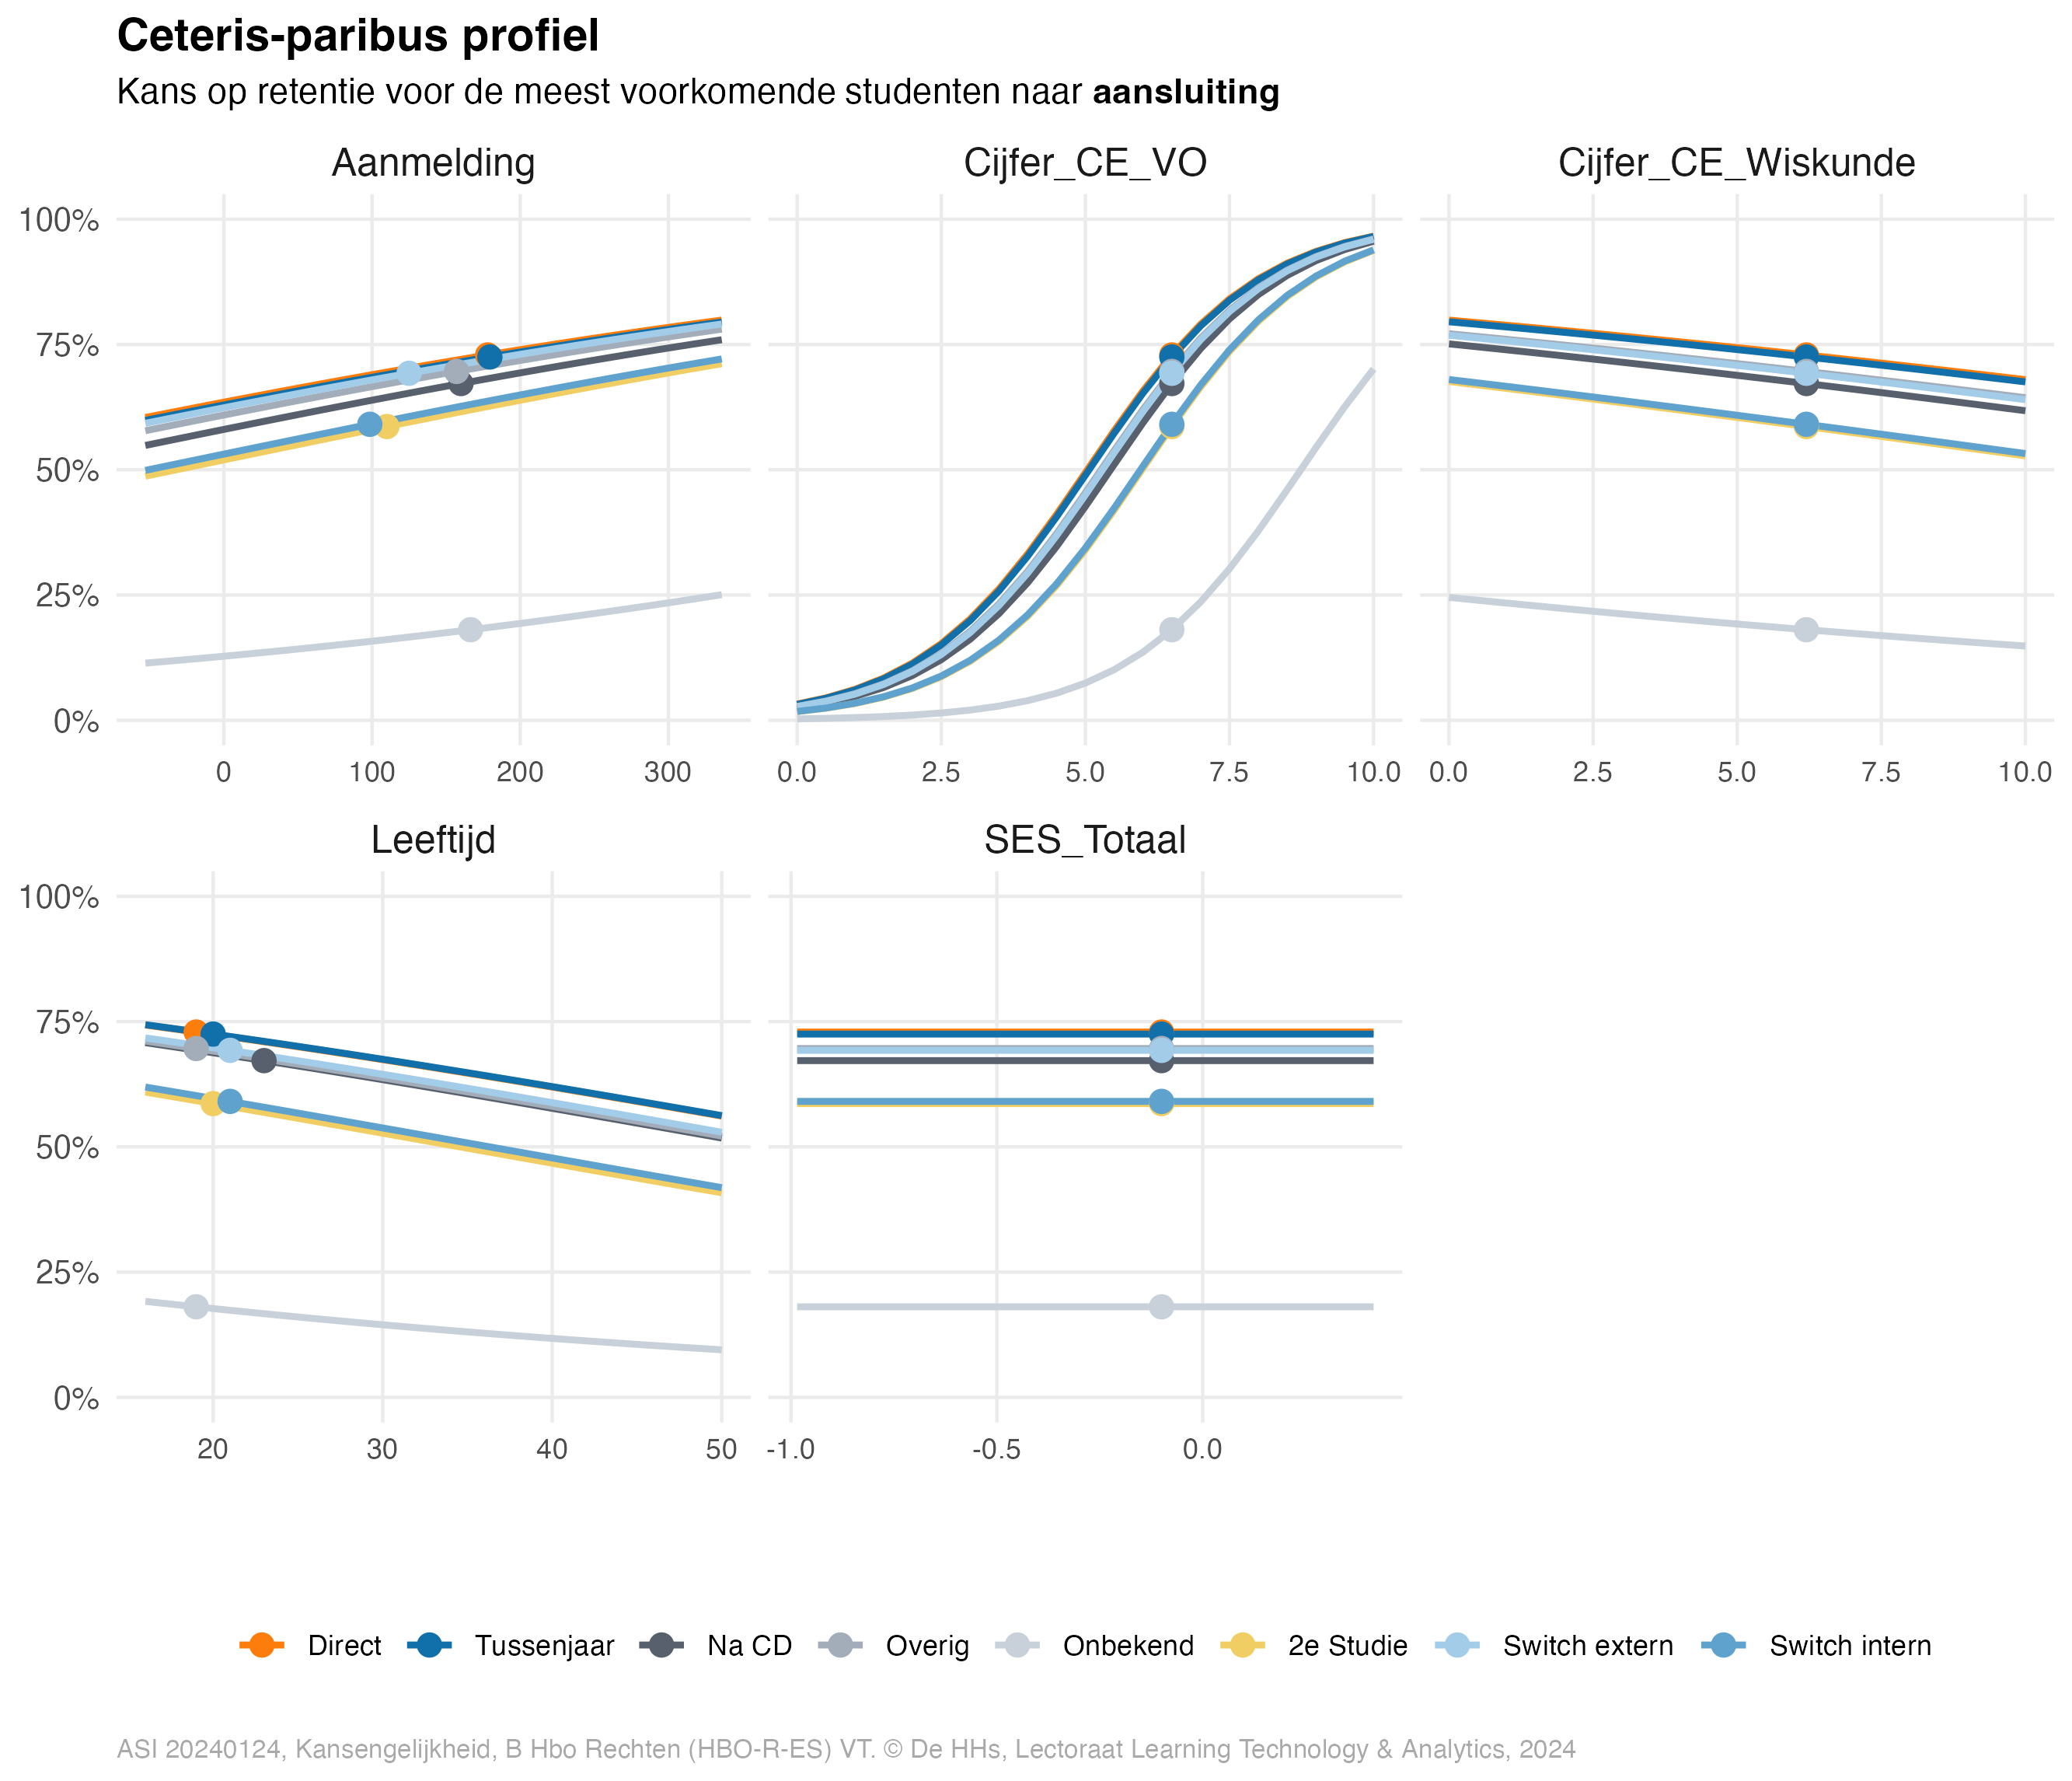 Ceteris-paribus profiel
Kans op retentie voor de meest voorkomende studenten naar aansluiting
Aanmelding
Cijfer_CE_VO
Cijfer_CE_Wiskunde
100%
75%
50%
25%
0%
0 100 200 300
0.0 2.5 5.0 7.5 10.0
0.0 2.5 5.0 7.5 10.0
Leeftijd
SES_Totaal
100%
75%
50%
25%
0%
20 30 40 50
-1.0 -0.5 0.0
Direct Tussenjaar Na CD Overig Onbekend 2e Studie Switch extern Switch intern
ASI 20240124, Kansengelijkheid, B Hbo Rechten (HBO-R-ES) VT. © De HHs, Lectoraat Learning Technology & Analytics, 2024